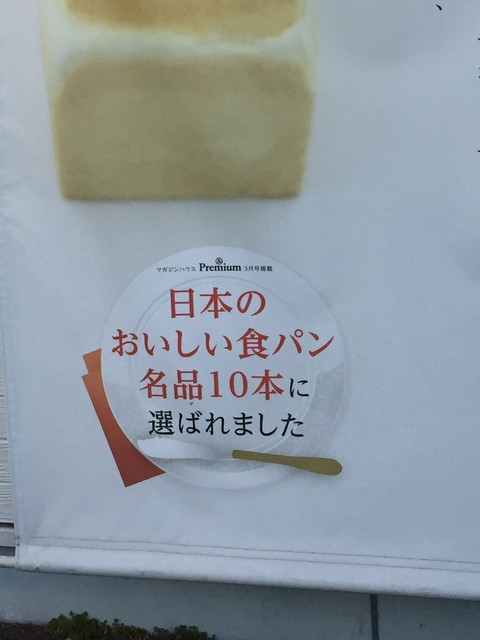 マガジンハウス & Premium 3月号掲載
日本の
おいしい食パン
名品10本に
選ばれました